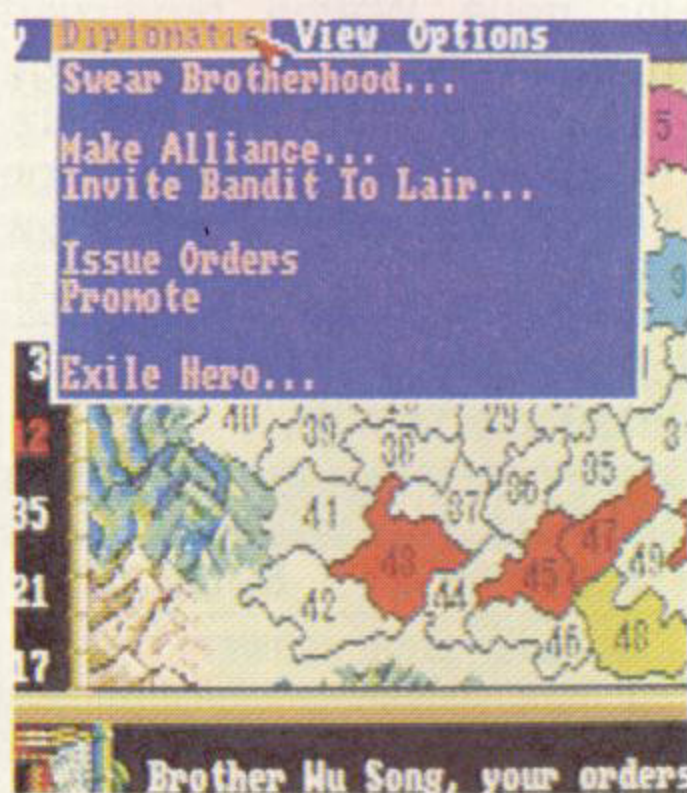 Diplomatic View Options
Swear Brotherhood...
Make Alliance...
Invite Bandit To Lair...
Issue Orders
Promote
Exile Hero...
5
9
3
12
35
21
17
40 39 38 29
41 37 36 35
43 47 49
42 44 45
46 48
Brother Wu Song, your orders